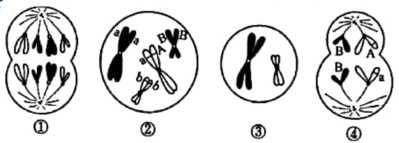 a a a A B B b b
B A
B a
① ② ③ ④